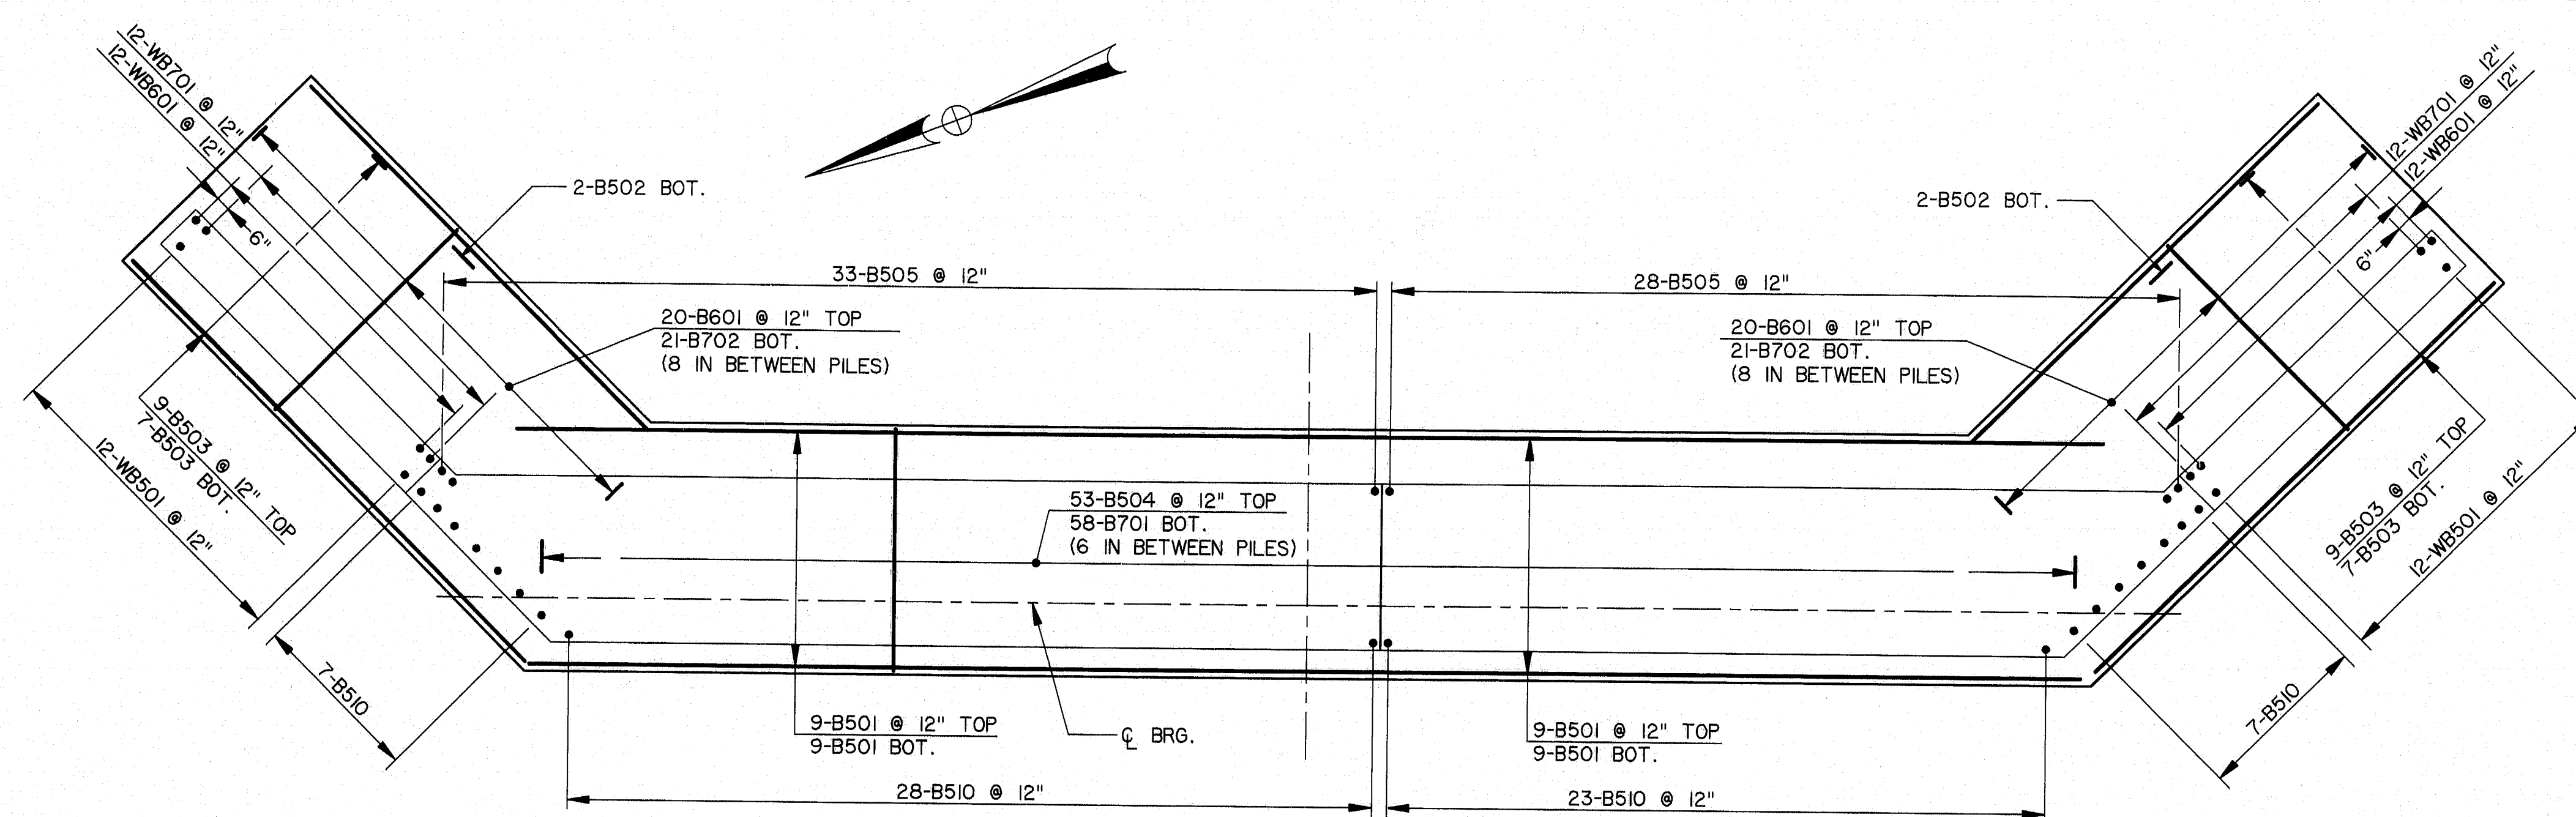 12-WB701 @ 12"
12-WB601 @ 12"
6"
2-B502 BOT.
33-B505 @ 12"
28-B505 @ 12"
2-B502 BOT.
12-WB701 @ 12"
12-WB601 @ 12"
6"
20-B601 @ 12" TOP
21-B702 BOT.
(8 IN BETWEEN PILES)
20-B601 @ 12" TOP
21-B702 BOT.
(8 IN BETWEEN PILES)
9-B503 @ 12" TOP
7-B503 BOT.
12-WB501 @ 12"
53-B504 @ 12" TOP
58-B701 BOT.
(6 IN BETWEEN PILES)
9-B503 @ 12" TOP
7-B503 BOT.
12-WB501 @ 12"
7-B510
7-B510
9-B501 @ 12" TOP
9-B501 BOT.
℄ BRG.
9-B501 @ 12" TOP
9-B501 BOT.
28-B510 @ 12"
23-B510 @ 12"